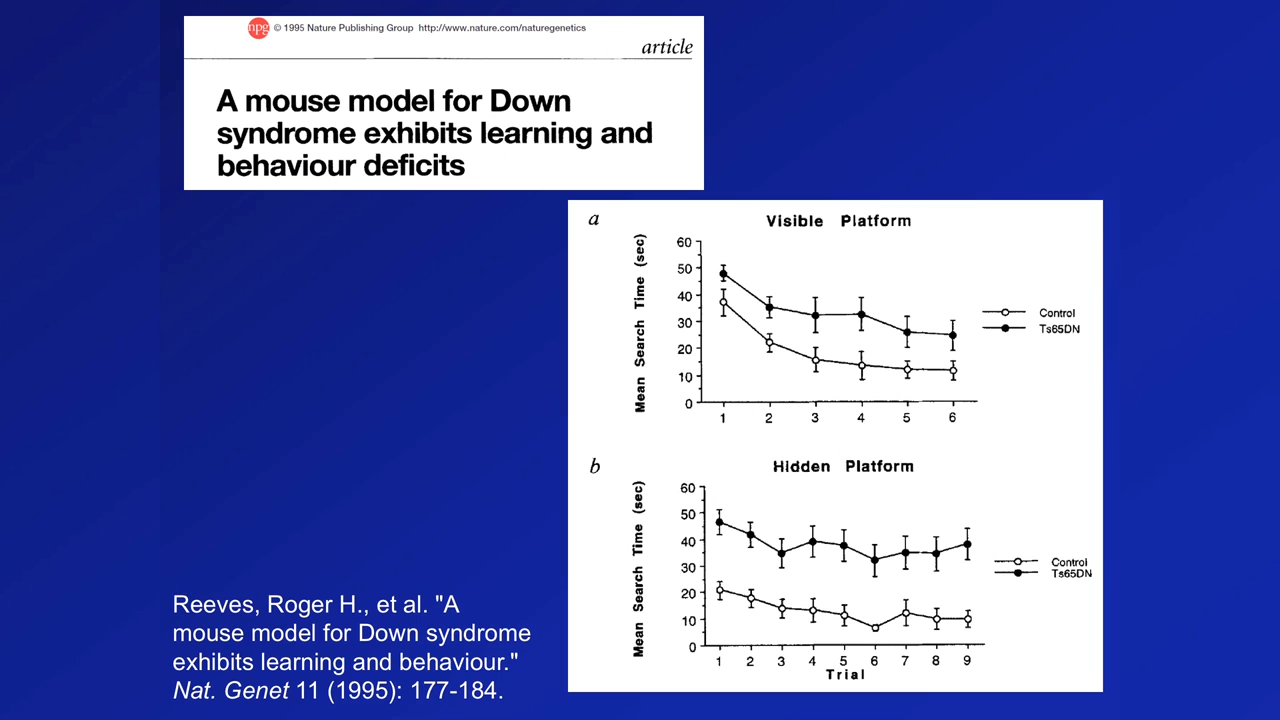 npg © 1995 Nature Publishing Group http://www.nature.com/naturegenetics
article
A mouse model for Down
syndrome exhibits learning and
behaviour deficits
a
Visible Platform
Mean Search Time (sec)
60
50
40
30
20
10
0
1 2 3 4 5 6
Control
Ts65DN
b
Hidden Platform
Mean Search Time (sec)
60
50
40
30
20
10
0
1 2 3 4 5 6 7 8 9
Trial
Control
Ts65DN
Reeves, Roger H., et al. "A
mouse model for Down syndrome
exhibits learning and behaviour."
Nat. Genet 11 (1995): 177-184.